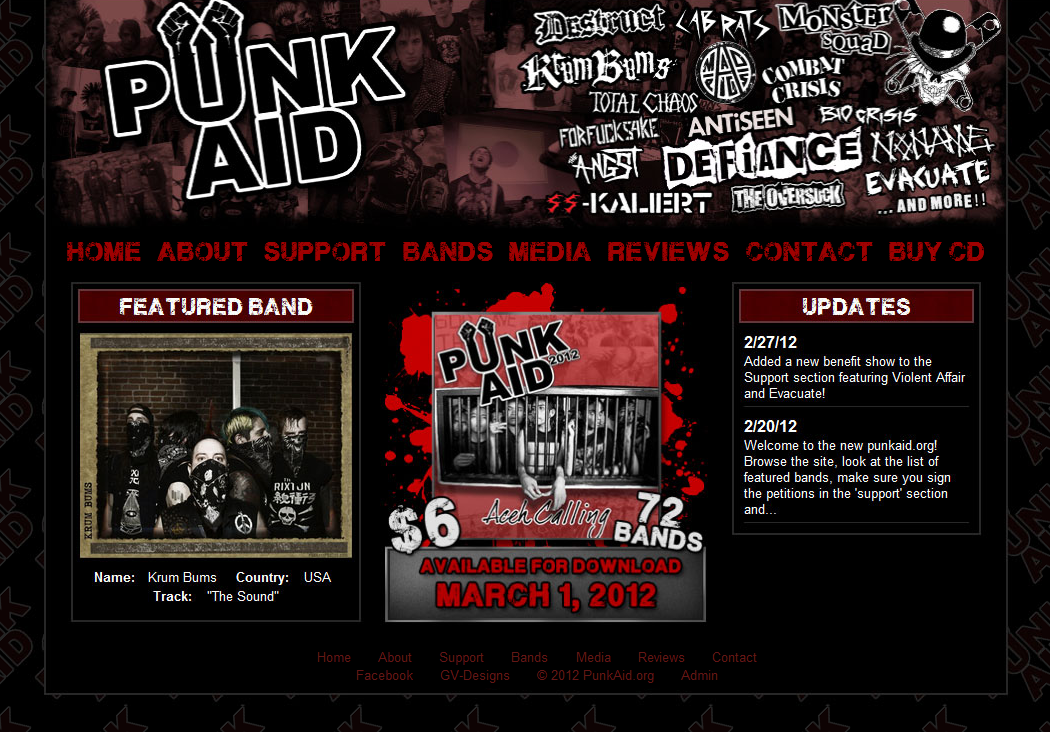 PUNK
AID
DESTRUCT
LAB RATS
MONSTER
SQUAD
KRUM BUMS
COMBAT
CRISIS
TOTAL CHAOS
FORFUCKSAKE
ANTiSEEN
BIO CRISIS
ANGST
DEFiANCE
NONAME
EVACUATE
$$-KALIERT
THE OVERSUCK
...AND MORE!!
HOME ABOUT SUPPORT BANDS MEDIA REVIEWS CONTACT BUY CD
FEATURED BAND
KRUM BUMS
THE
RIXTON
Name: Krum Bums Country: USA
Track: "The Sound"
PUNK
2012
AID
Aceh Calling
$6
72
BANDS
AVAILABLE FOR DOWNLOAD
MARCH 1, 2012
UPDATES
2/27/12
Added a new benefit show to the
Support section featuring Violent Affair
and Evacuate!
2/20/12
Welcome to the new punkaid.org!
Browse the site, look at the list of
featured bands, make sure you sign
the petitions in the 'support' section
and...
Home About Support Bands Media Reviews Contact
Facebook GV-Designs © 2012 PunkAid.org Admin